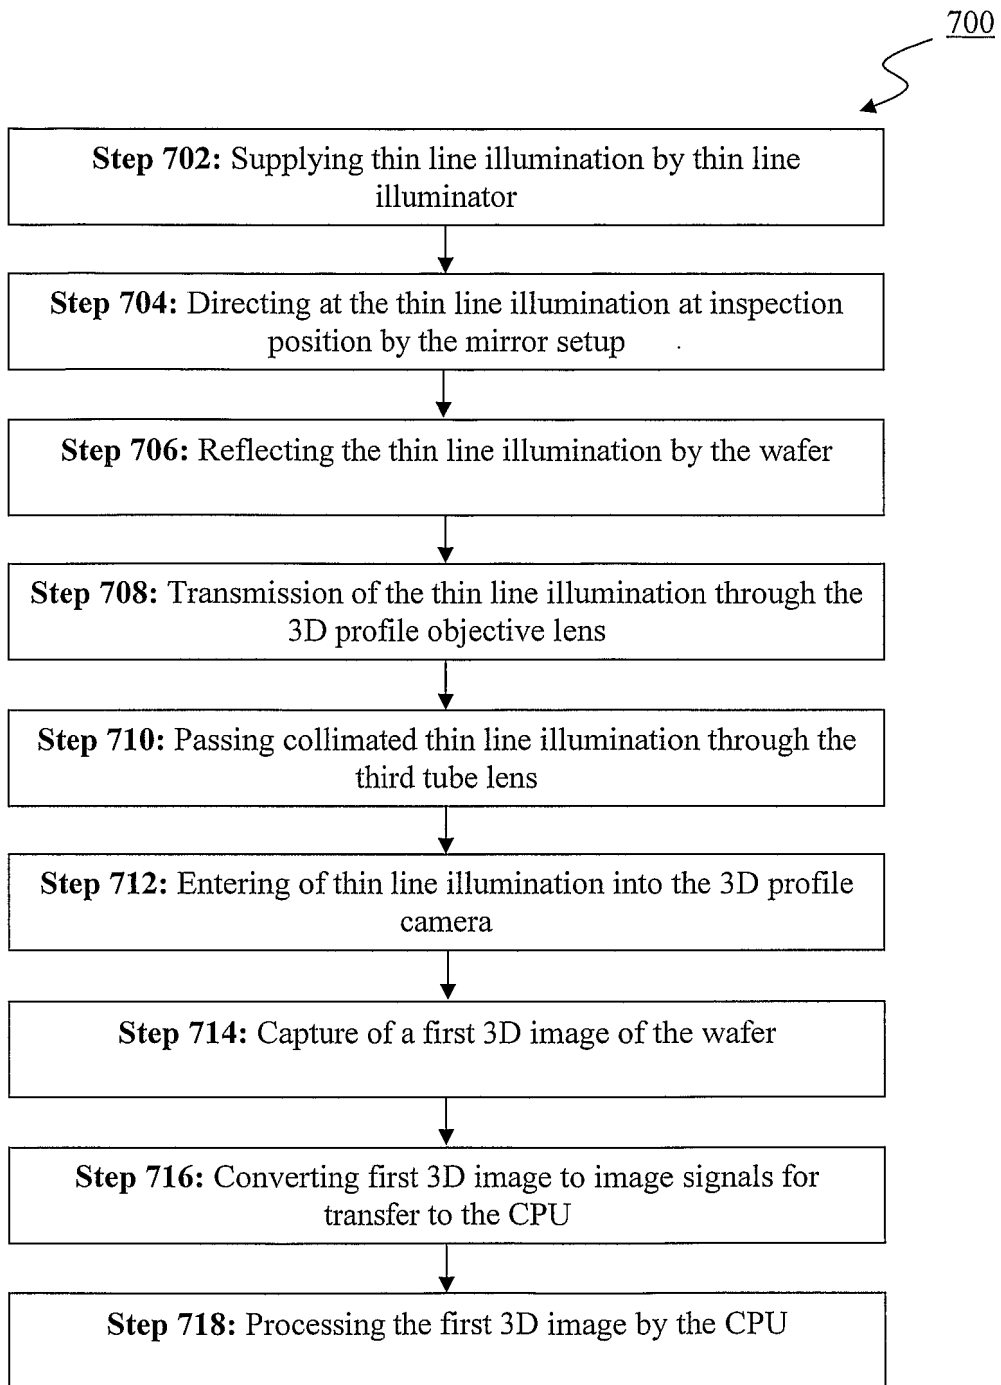 700
Step 702: Supplying thin line illumination by thin line
illuminator
Step 704: Directing at the thin line illumination at inspection
position by the mirror setup
Step 706: Reflecting the thin line illumination by the wafer
Step 708: Transmission of the thin line illumination through the
3D profile objective lens
Step 710: Passing collimated thin line illumination through the
third tube lens
Step 712: Entering of thin line illumination into the 3D profile
camera
Step 714: Capture of a first 3D image of the wafer
Step 716: Converting first 3D image to image signals for
transfer to the CPU
Step 718: Processing the first 3D image by the CPU